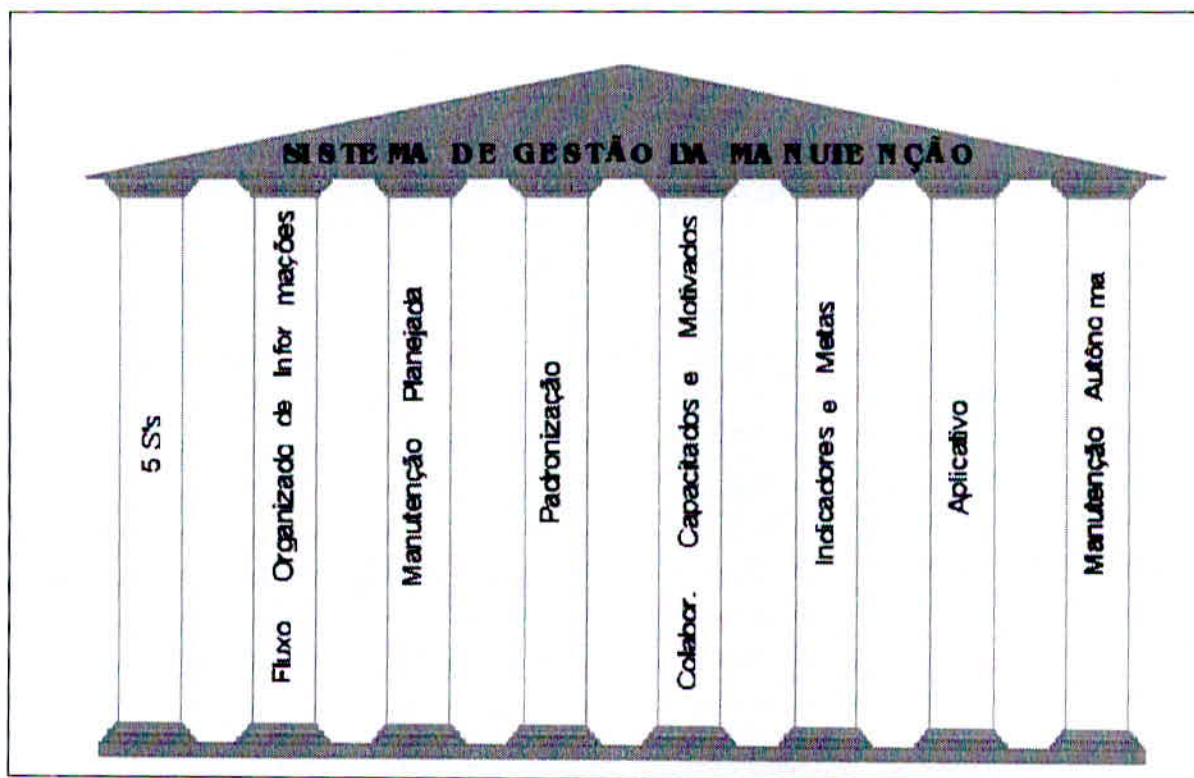 SISTEMA DE GESTÃO DA MANUTENÇÃO
5 S's
Fluxo Organizado de Informações
Manutenção Planejada
Padronização
Colabor. Capacitados e Motivados
Indicadores e Metas
Aplicativo
Manutenção Autônoma